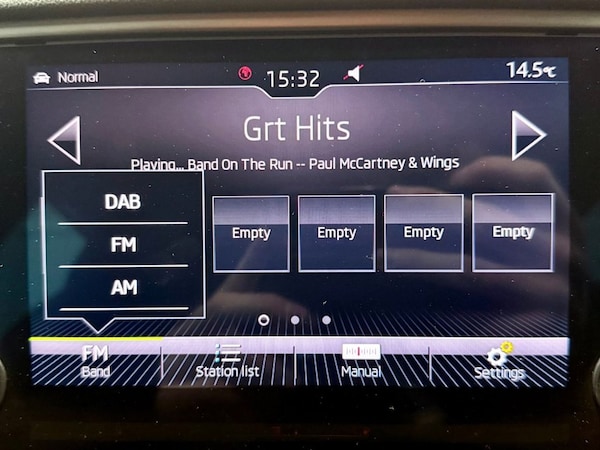 Normal
15:32
14.5°C
Grt Hits
Playing... Band On The Run -- Paul McCartney & Wings
DAB
FM
AM
Empty
Empty
Empty
Empty
FM
Band
Station list
Manual
Settings